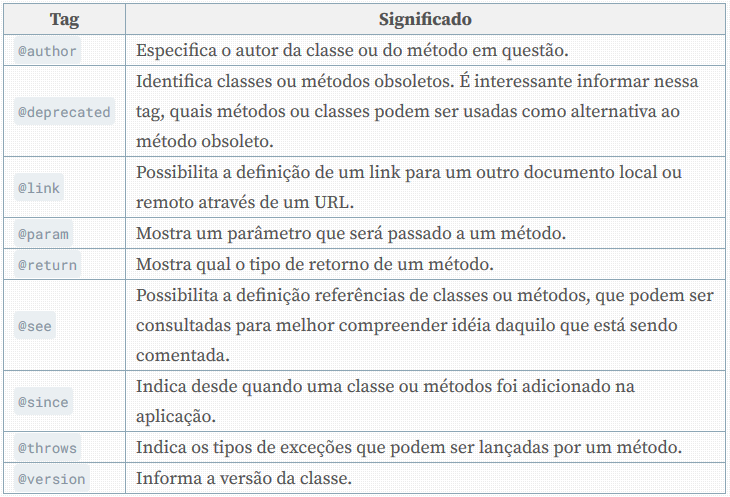 Tag Significado
@author Especifica o autor da classe ou do método em questão.
Identifica classes ou métodos obsoletos. É interessante informar nessa
@deprecated tag, quais métodos ou classes podem ser usadas como alternativa ao
método obsoleto.
@link Possibilita a definição de um link para um outro documento local ou
remoto através de um URL.
@param Mostra um parâmetro que será passado a um método.
@return Mostra qual o tipo de retorno de um método.
Possibilita a definição referências de classes ou métodos, que podem ser
@see consultadas para melhor compreender idéia daquilo que está sendo
comentada.
@since Indica desde quando uma classe ou métodos foi adicionado na
aplicação.
@throws Indica os tipos de exceções que podem ser lançadas por um método.
@version Informa a versão da classe.